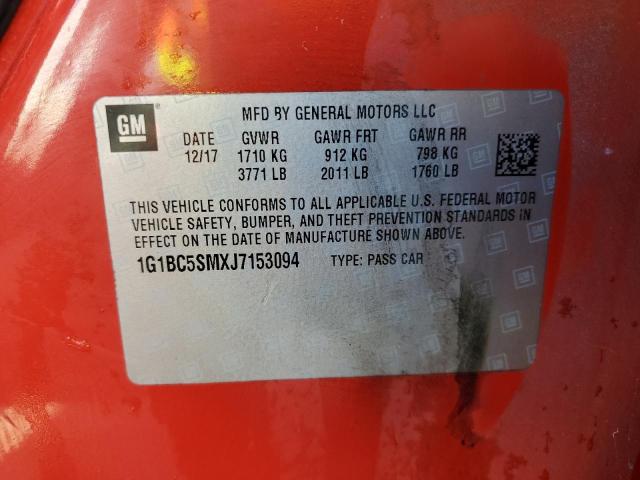 GM
MFD BY GENERAL MOTORS LLC
DATE GVWR GAWR FRT GAWR RR
12/17 1710 KG 912 KG 798 KG
3771 LB 2011 LB 1760 LB
THIS VEHICLE CONFORMS TO ALL APPLICABLE U.S. FEDERAL MOTOR
VEHICLE SAFETY, BUMPER, AND THEFT PREVENTION STANDARDS IN
EFFECT ON THE DATE OF MANUFACTURE SHOWN ABOVE.
1G1BC5SMXJ7153094 TYPE: PASS CAR